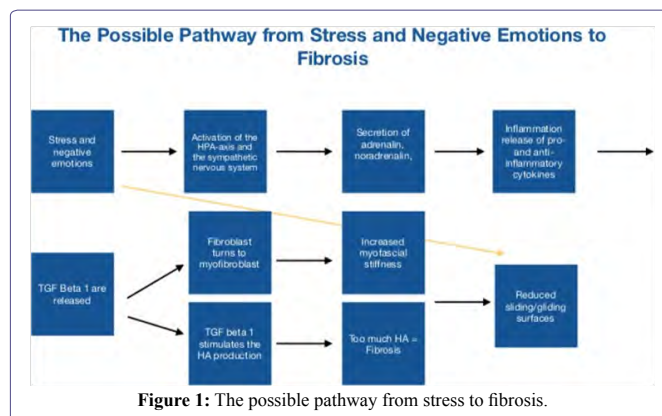 The Possible Pathway from Stress and Negative Emotions to
Fibrosis
Stress and
negative
emotions
Activation of the
HPA-axis and
the sympathetic
nervous system
Secretion of
adrenalin,
noradrenalin,
Inflammation
release of pro-
and anti-
inflammatory
cytokines
TGF Beta 1 are
released
Fibroblast
turns to
myofibroblast
Increased
myofascial
stiffness
TGF beta 1
stimulates the
HA production
Too much HA =
Fibrosis
Reduced
sliding/gliding
surfaces
Figure 1: The possible pathway from stress to fibrosis.